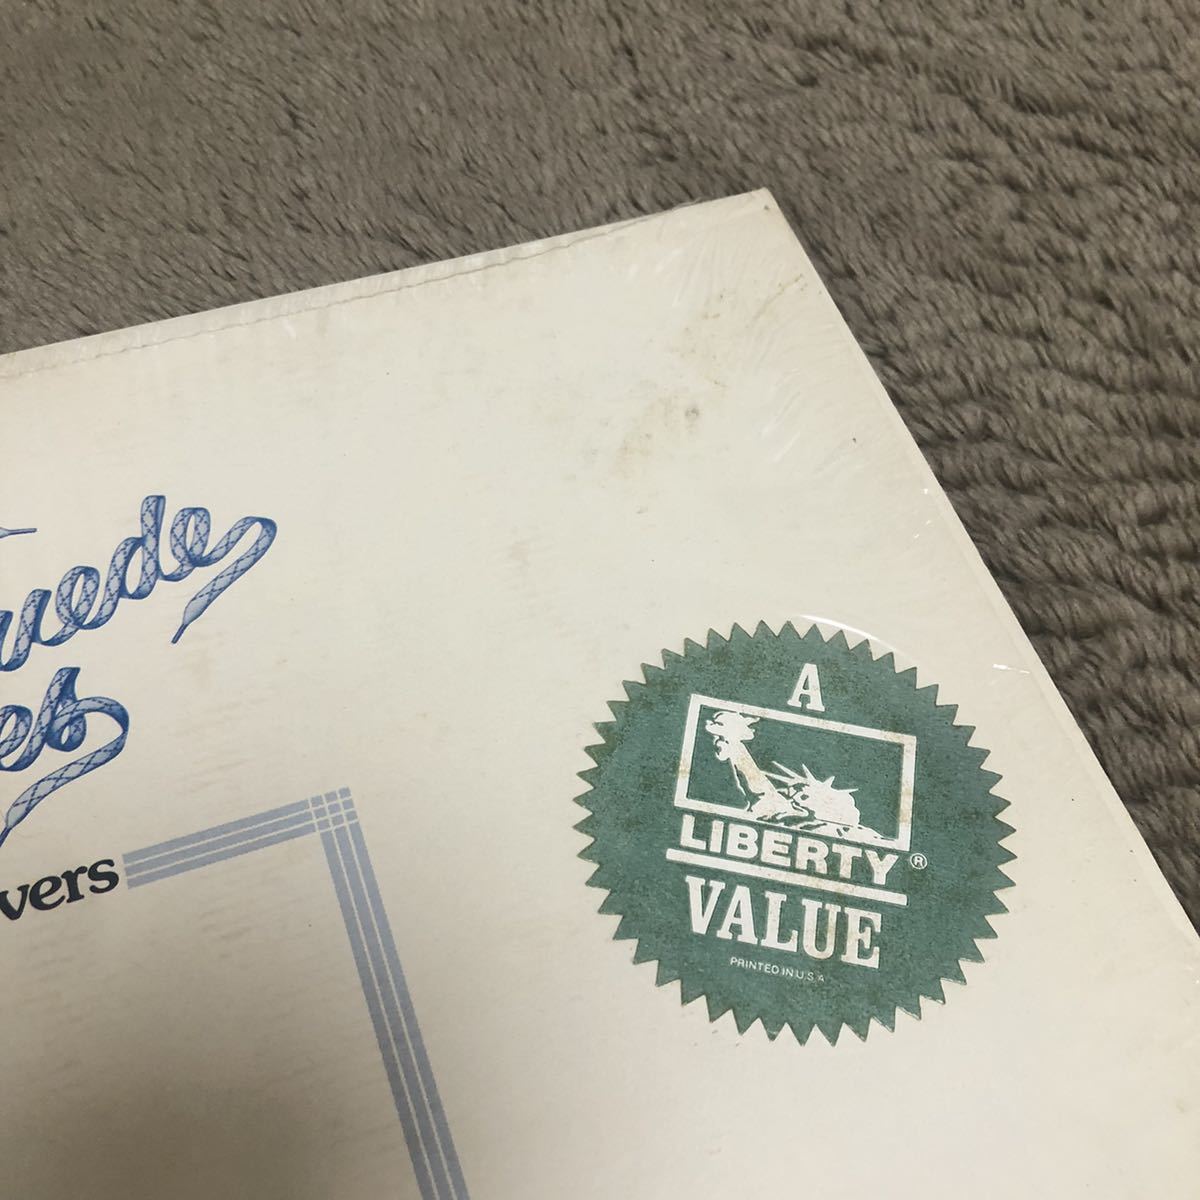 uede
es
vers
A
LIBERTY®
VALUE
PRINTED IN U.S.A